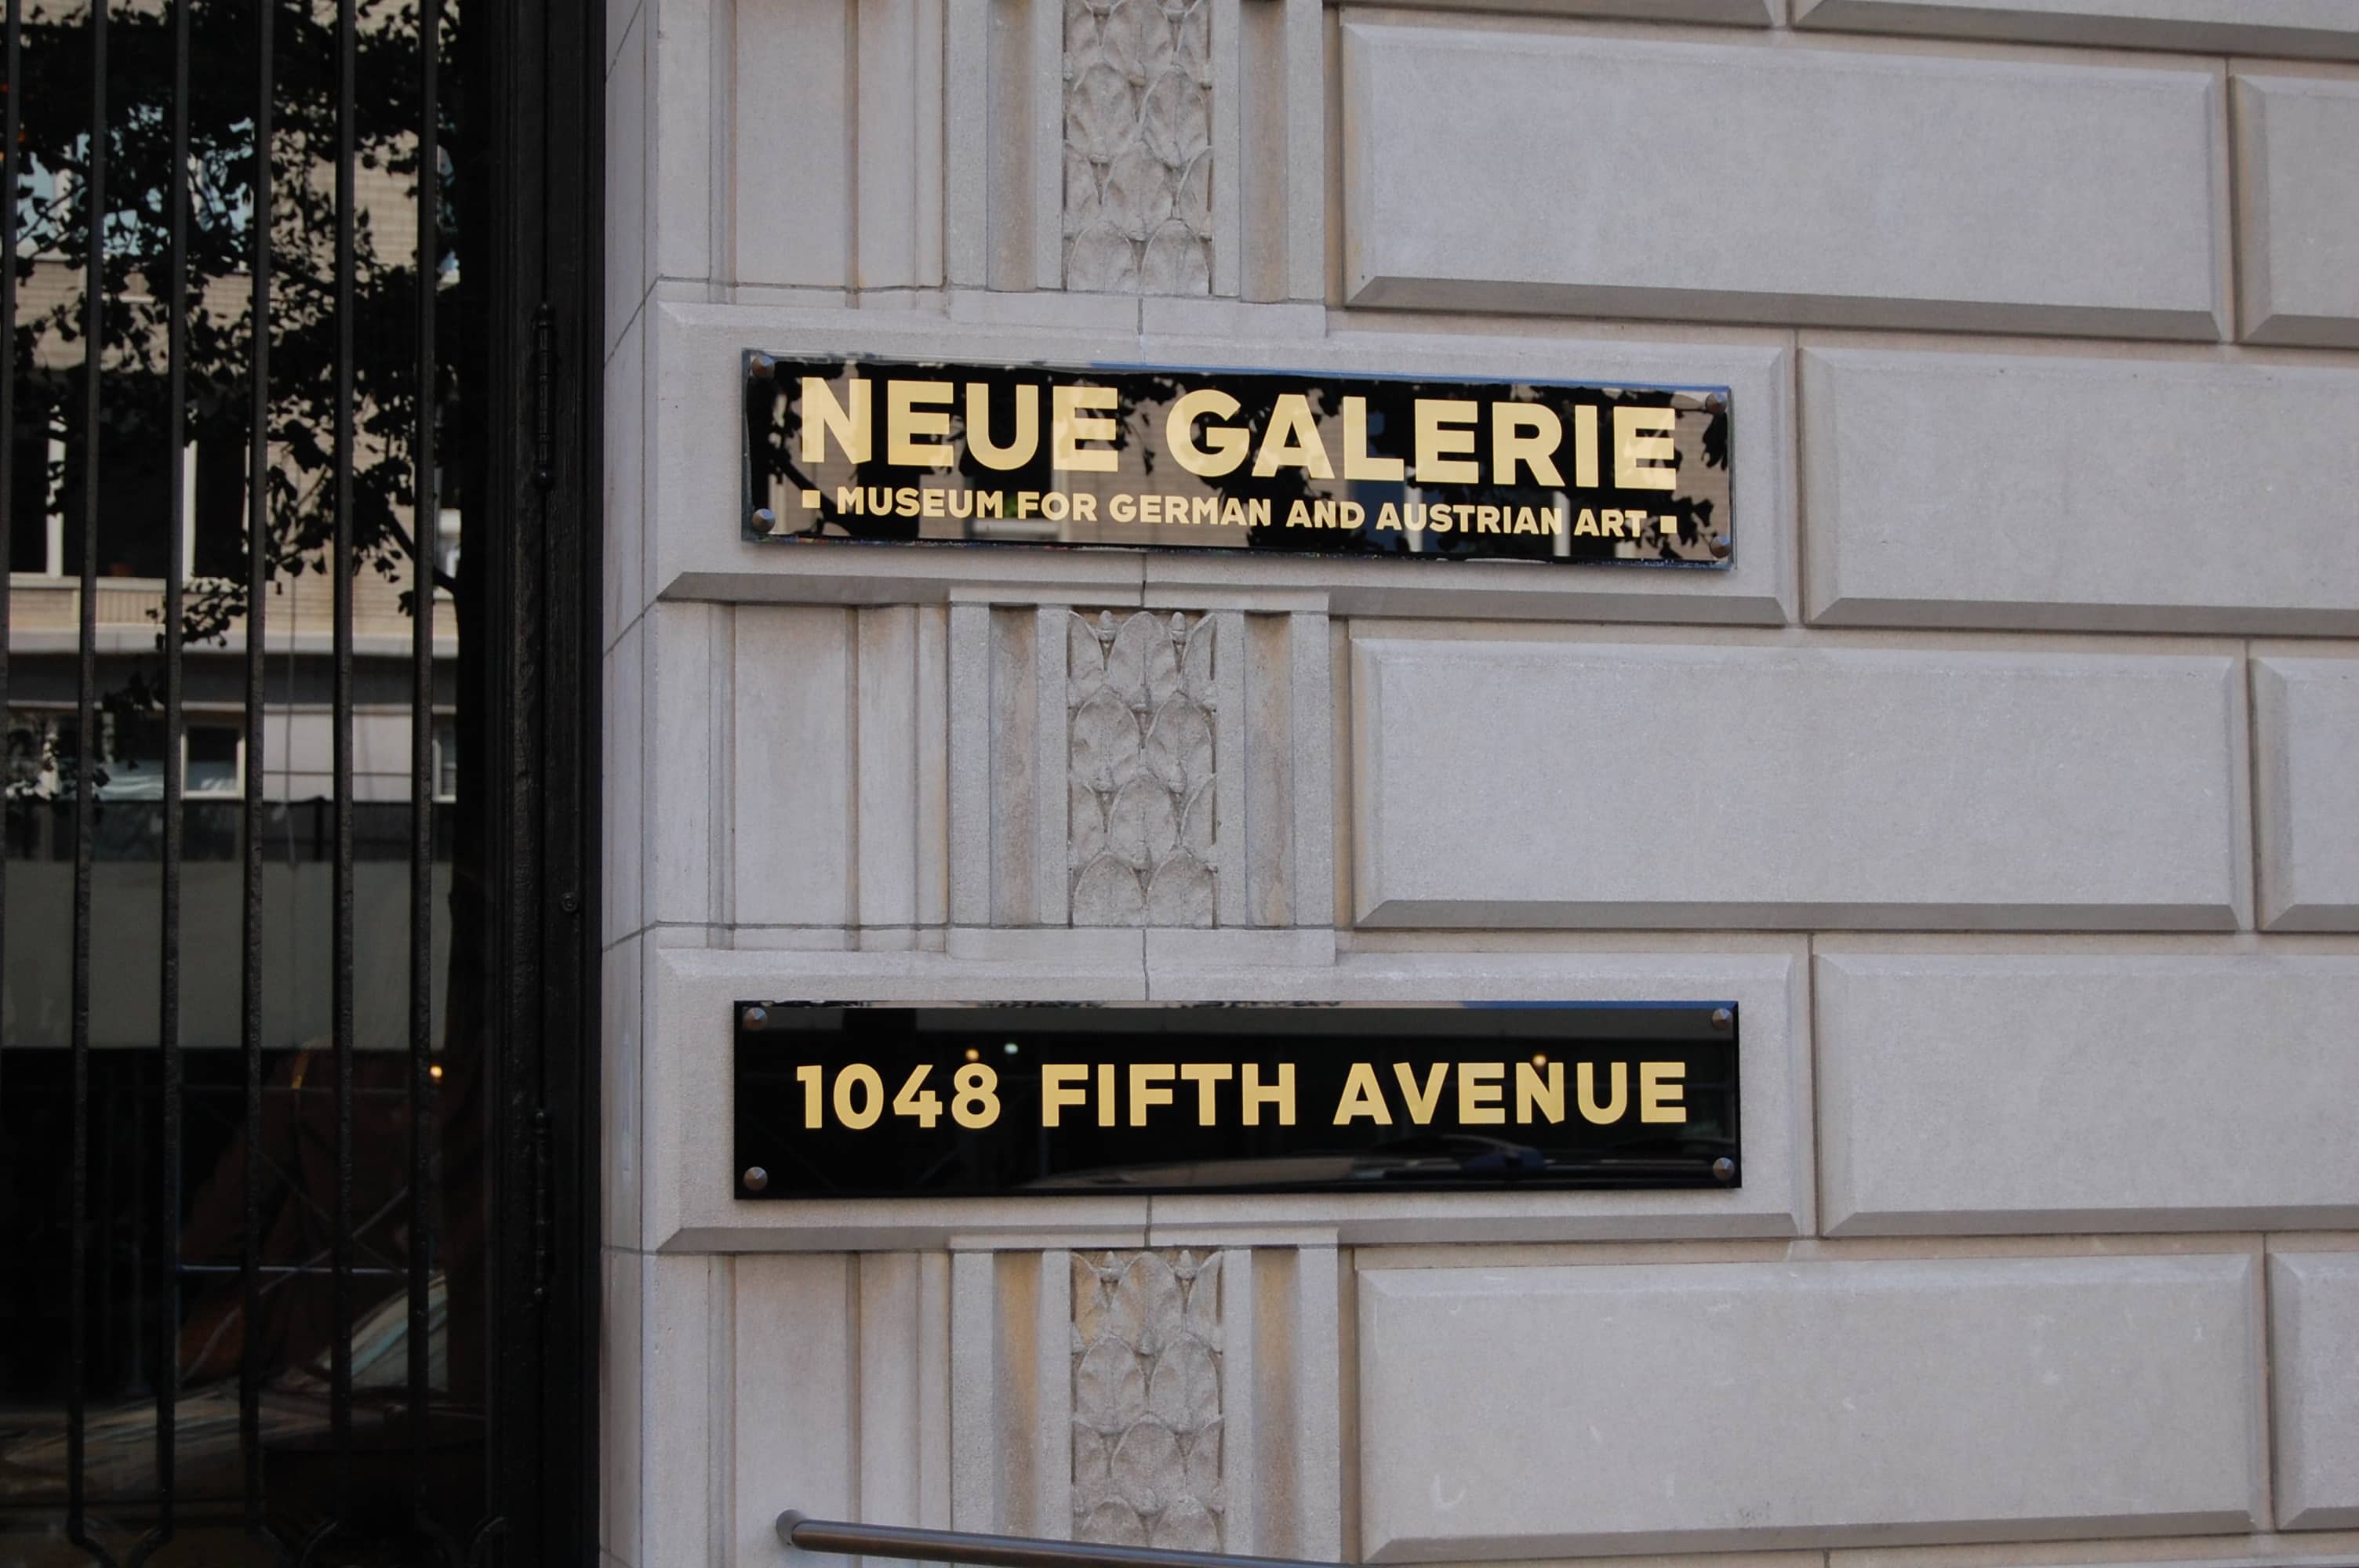 NEUE GALERIE
▪ MUSEUM FOR GERMAN AND AUSTRIAN ART ▪
1048 FIFTH AVENUE